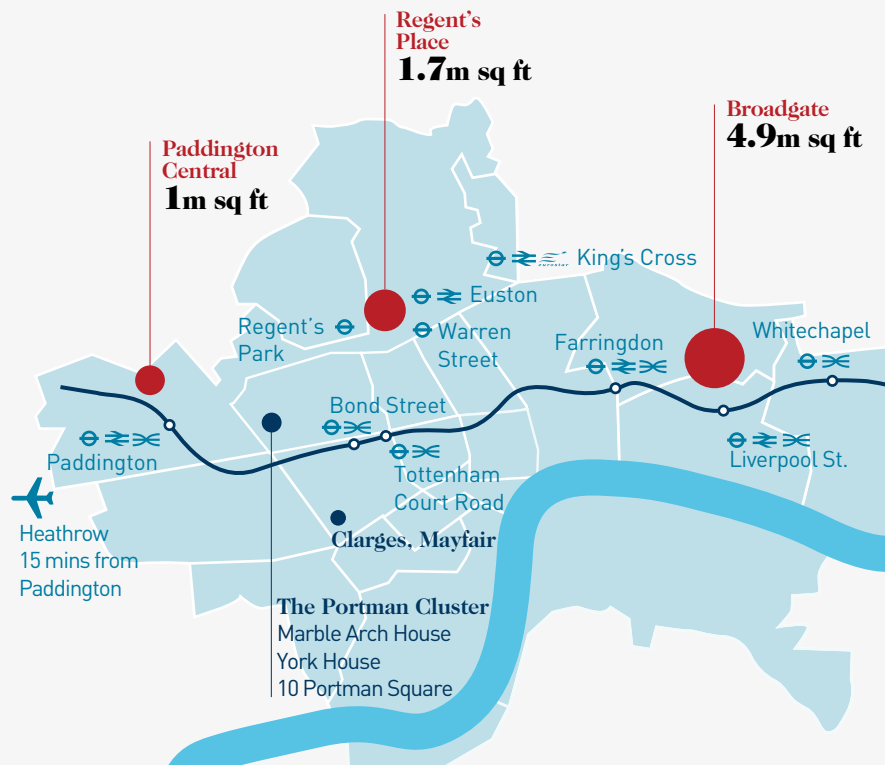 Regent's
Place
1.7m sq ft
Broadgate
4.9m sq ft
Paddington
Central
1m sq ft
eurostar
King's Cross
Euston
Regent's
Park
Warren
Street
Farringdon
Whitechapel
Bond Street
Paddington
Tottenham
Court Road
Liverpool St.
Heathrow
15 mins from
Paddington
Clarges, Mayfair
The Portman Cluster
Marble Arch House
York House
10 Portman Square